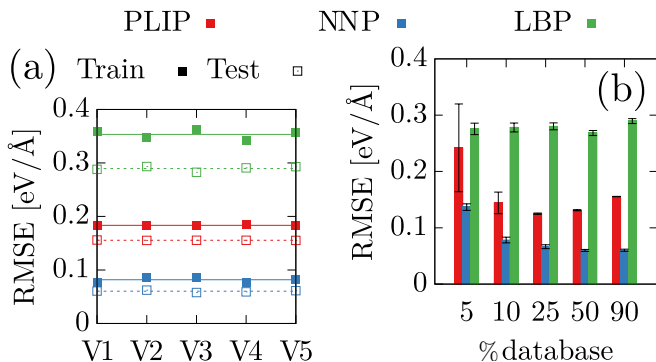 PLIP NNP LBP
(a) Train Test
RMSE [eV/Å]
0.4
0.3
0.2
0.1
0
V1 V2 V3 V4 V5
(b)
RMSE [eV/Å]
0.4
0.3
0.2
0.1
0
5 10 25 50 90
% database